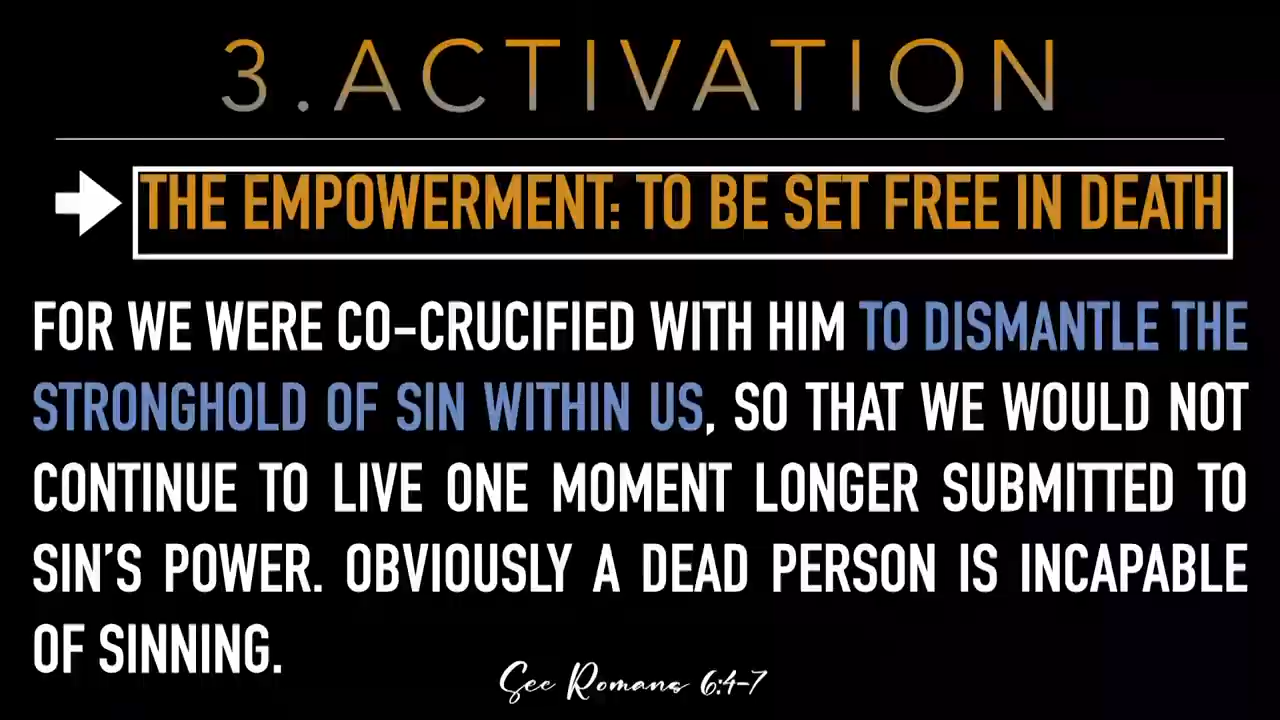 3.ACTIVATION
THE EMPOWERMENT: TO BE SET FREE IN DEATH
FOR WE WERE CO-CRUCIFIED WITH HIM TO DISMANTLE THE
STRONGHOLD OF SIN WITHIN US, SO THAT WE WOULD NOT
CONTINUE TO LIVE ONE MOMENT LONGER SUBMITTED TO
SIN’S POWER. OBVIOUSLY A DEAD PERSON IS INCAPABLE
OF SINNING.
See Romans 6:4-7